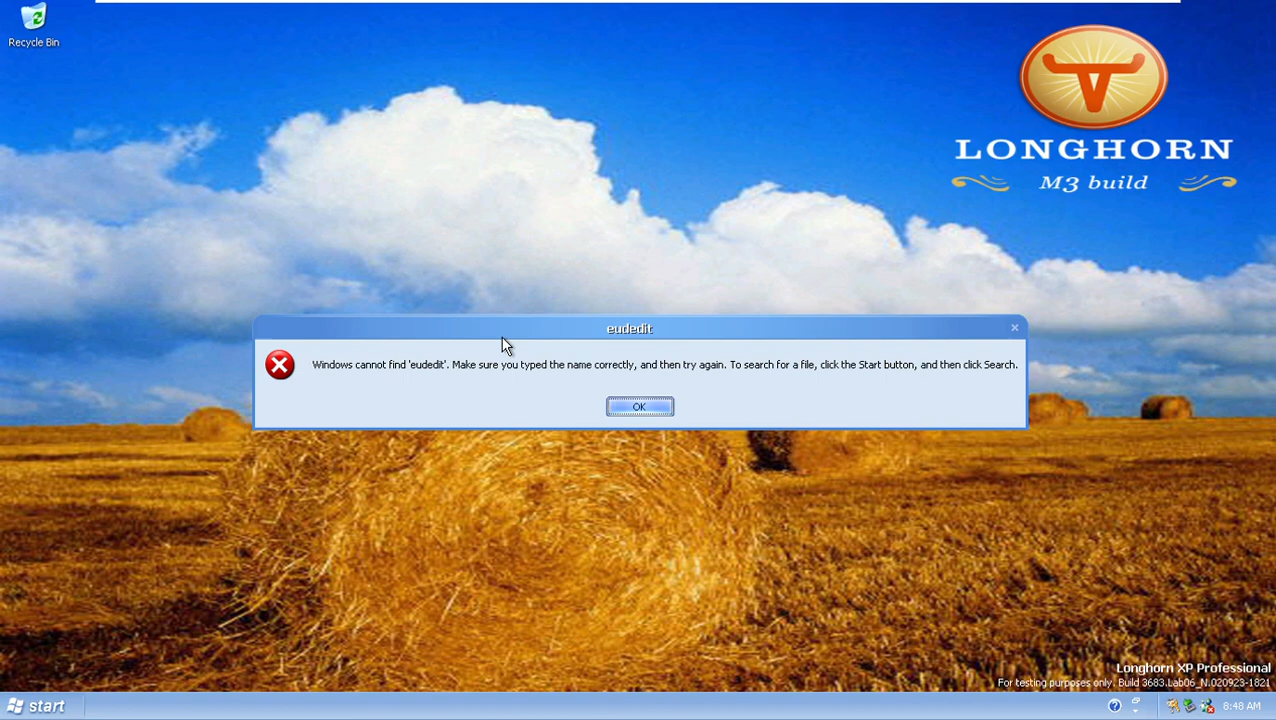 Recycle Bin
LONGHORN
M3 build
eudedit
Windows cannot find 'eudedit'. Make sure you typed the name correctly, and then try again. To search for a file, click the Start button, and then click Search.
OK
Longhorn XP Professional
For testing purposes only. Build 3683.Lab06_N.020923-1821
start
8:48 AM